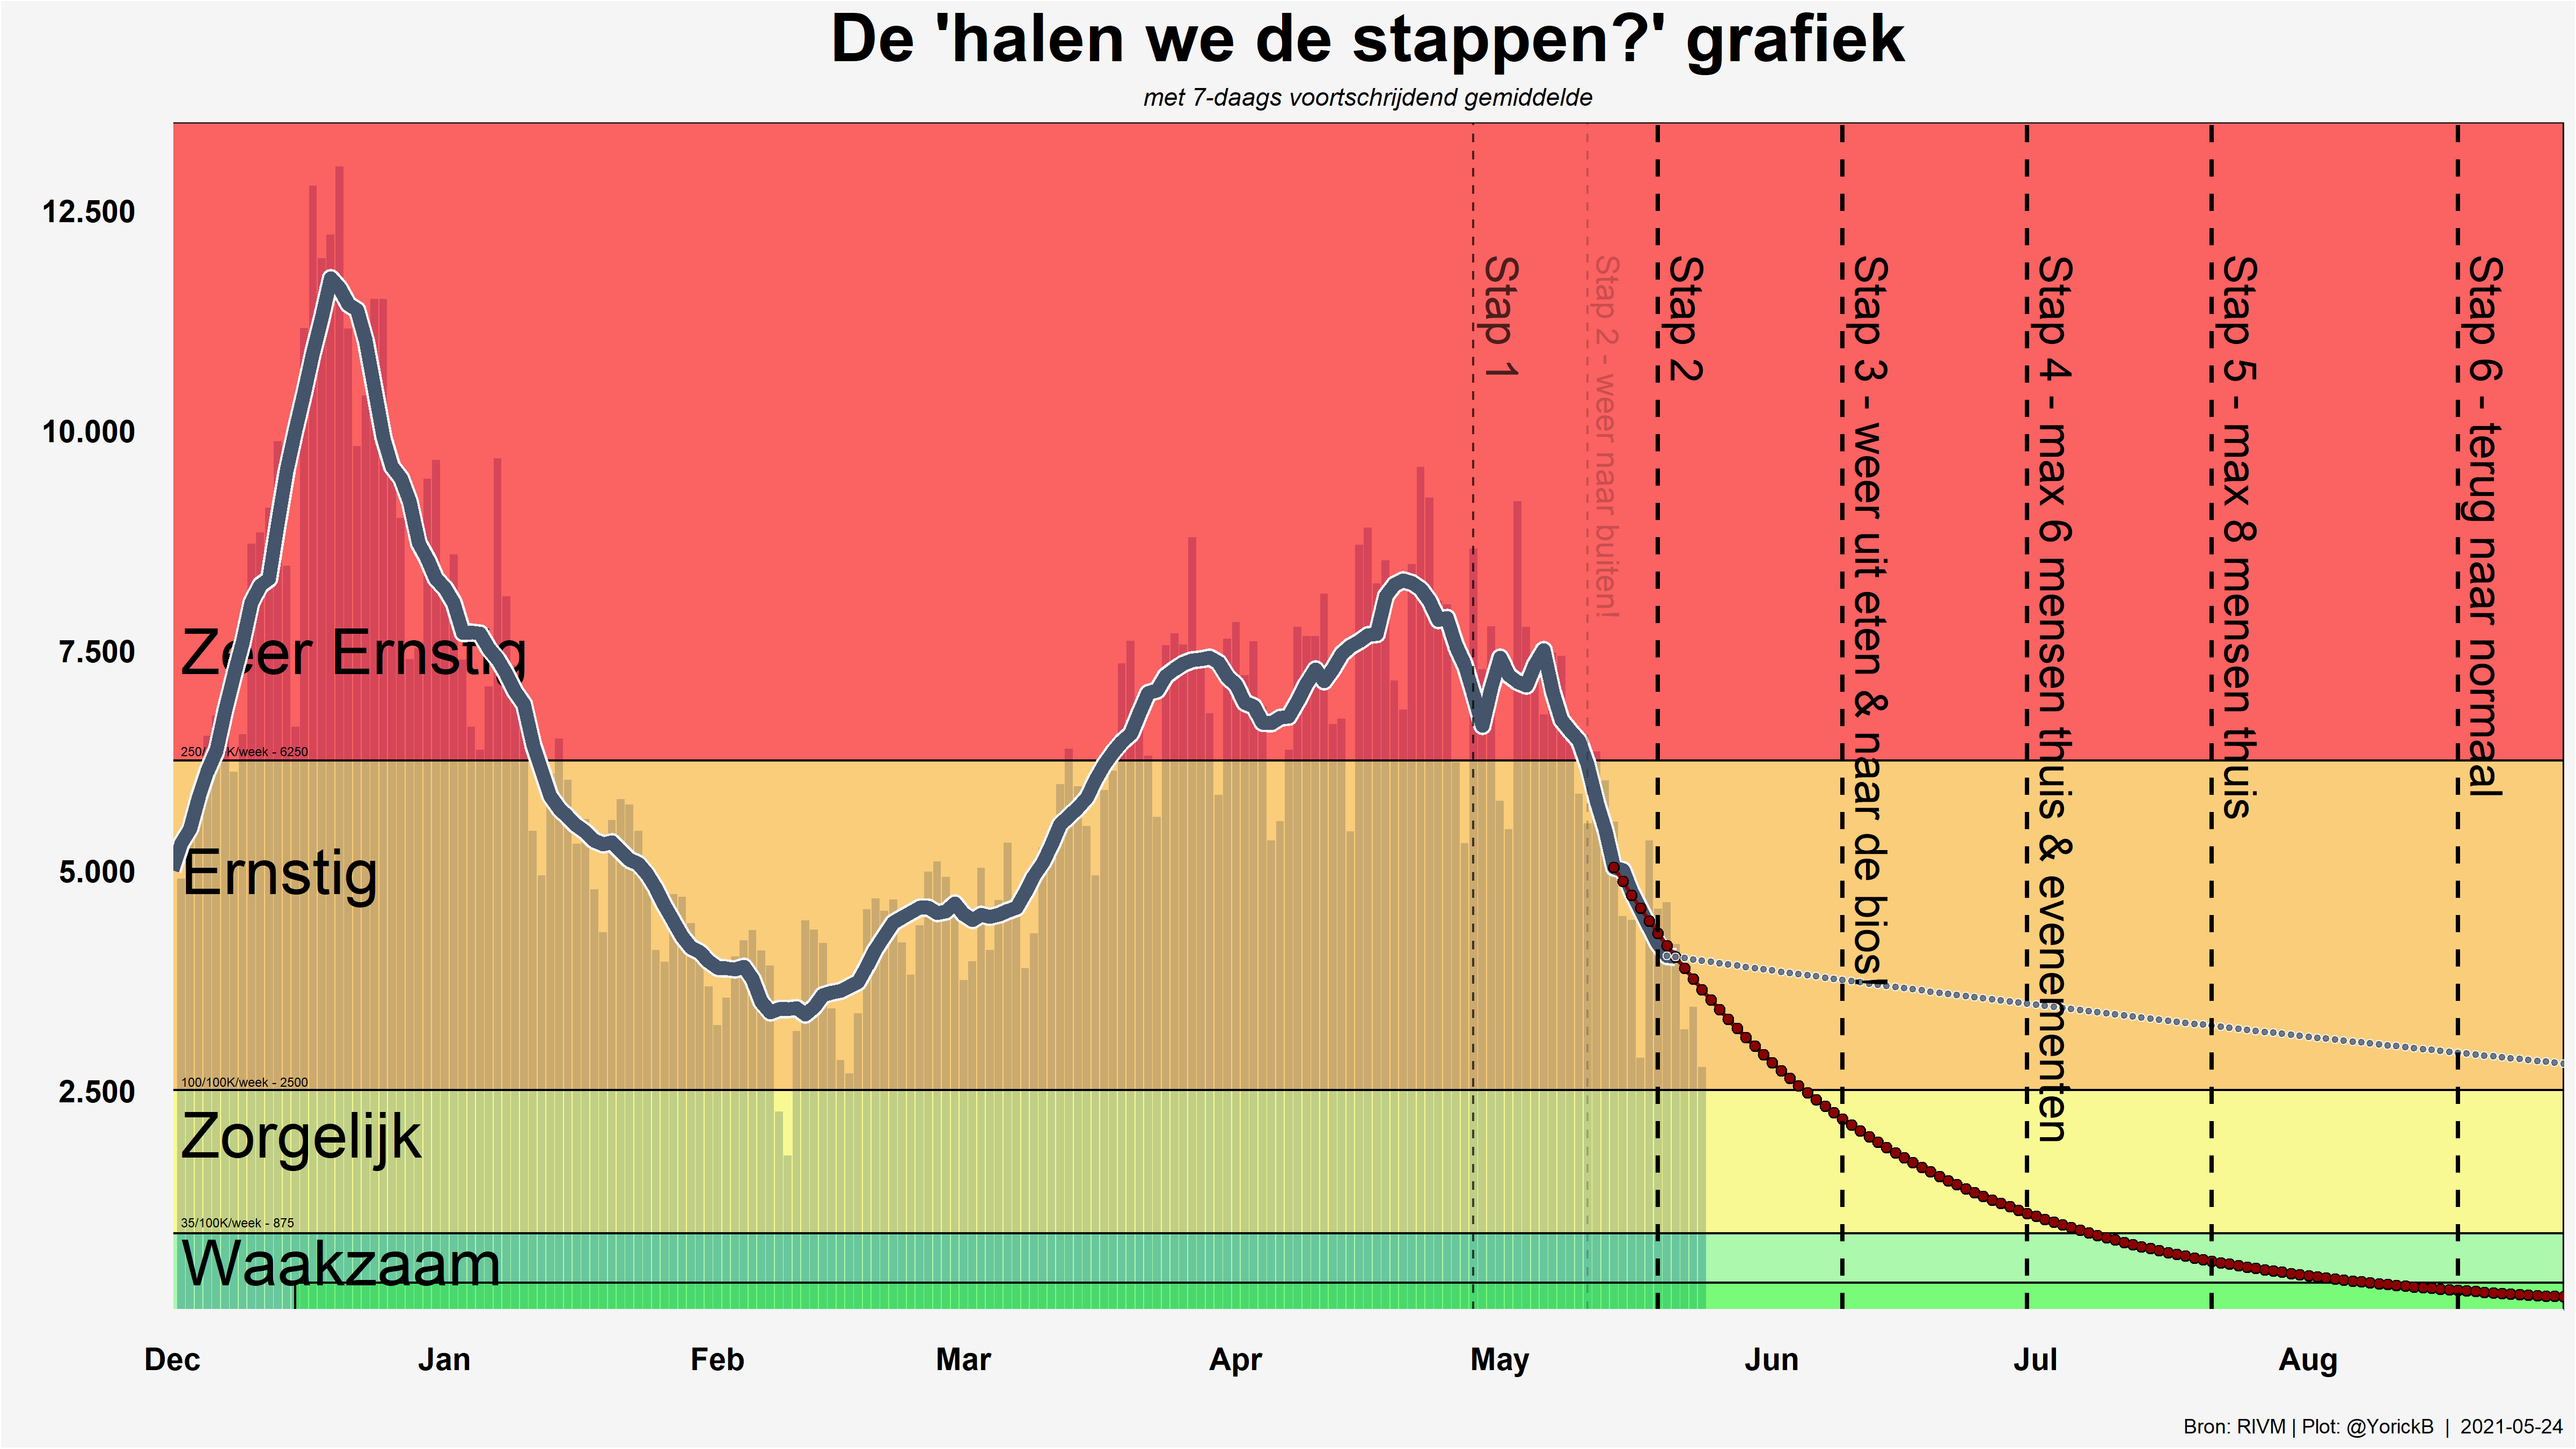 De 'halen we de stappen?' grafiek
met 7-daags voortschrijdend gemiddelde
12.500
10.000
7.500
5.000
2.500
Stap 1
Stap 2 - weer naar buiten!
Stap 2
Stap 3 - weer uit eten & naar de bios!
Stap 4 - max 6 mensen thuis & evenementen
Stap 5 - max 8 mensen thuis
Stap 6 - terug naar normaal
Zeer Ernstig
250/100K/week - 6250
Ernstig
100/100K/week - 2500
Zorgelijk
35/100K/week - 875
Waakzaam
Dec Jan Feb Mar Apr May Jun Jul Aug
Bron: RIVM | Plot: @YorickB | 2021-05-24